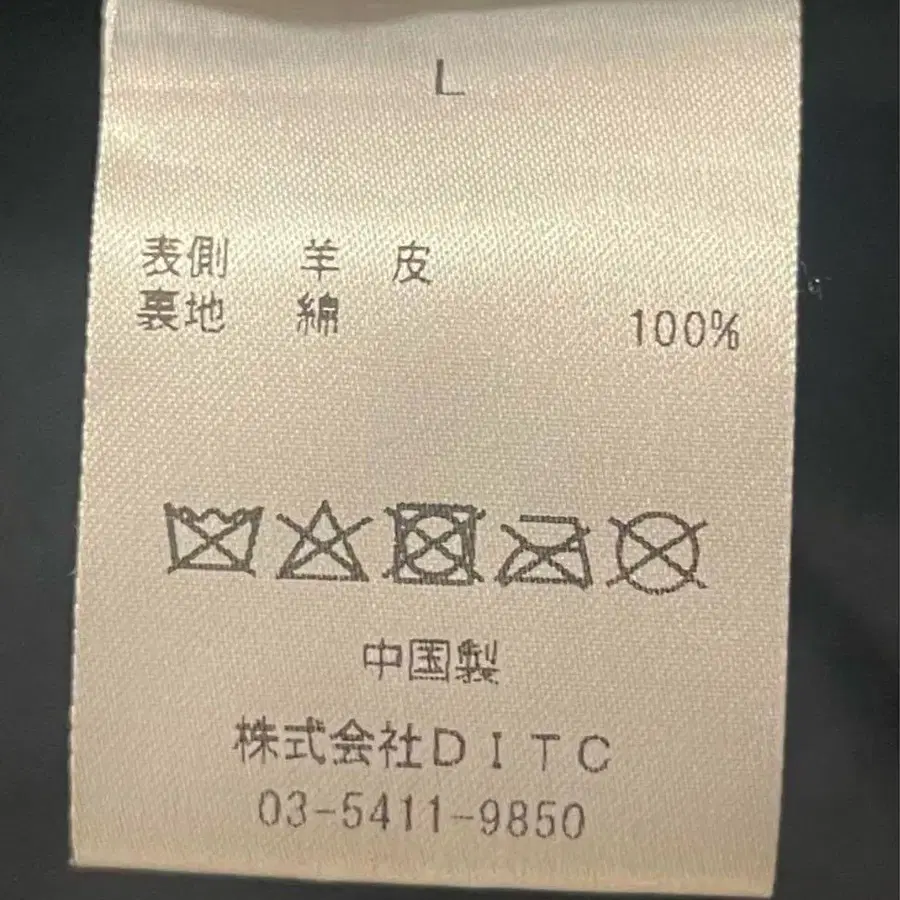 L
表側 羊 皮
裏地 綿 100%
中国製
株式会社DITC
03-5411-9850